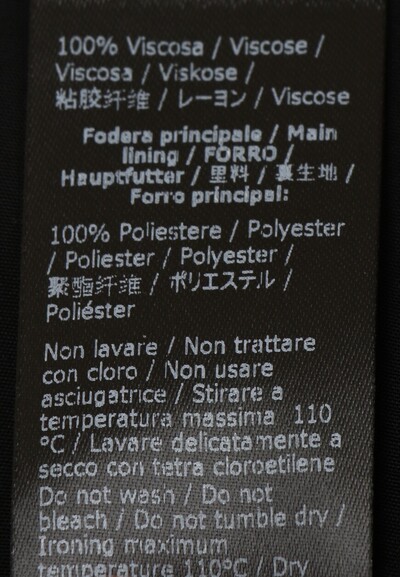 100% Viscosa / Viscose /
Viscosa / Viskose /
粘胶纤维 / レーヨン / Viscose
Fodera principale / Main
lining / FORRO /
Hauptfutter / 里料 / 裏生地 /
Forro principal:
100% Poliestere / Polyester
/ Poliester / Polyester /
聚酯纤维 / ポリエステル /
Poliéster
Non lavare / Non trattare
con cloro / Non usare
asciugatrice / Stirare a
temperatura massima 110
°C / Lavare delicatamente a
secco con tetra cloroetilene
Do not wash / Do not
bleach / Do not tumble dry /
Ironing maximum
temperature 110°C / Dry